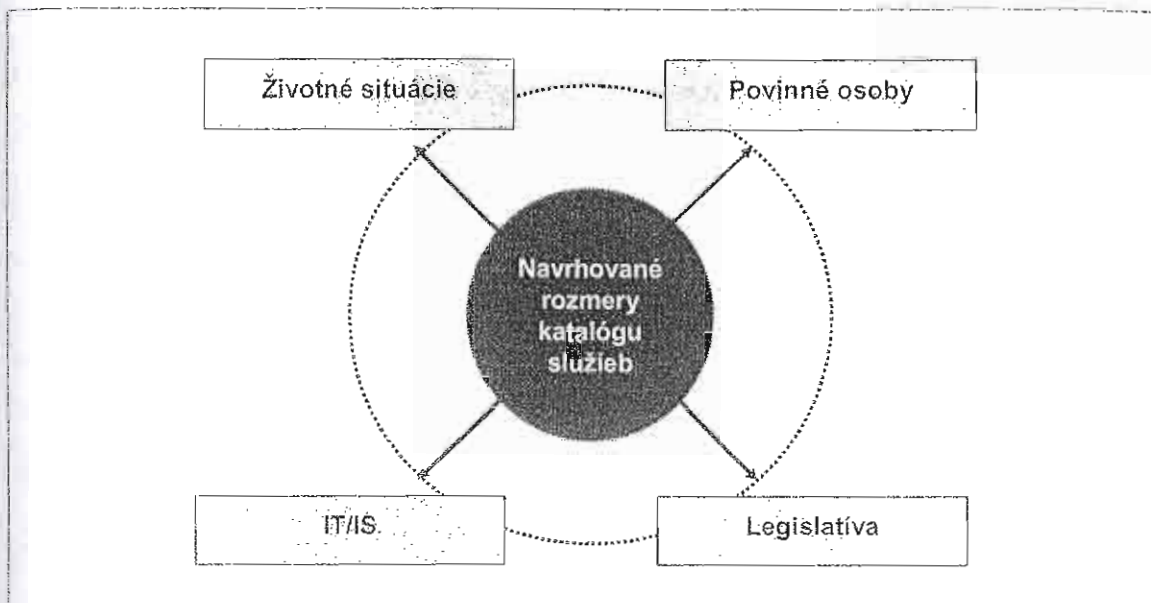 Životné situácie
Povinné osoby
Navrhované
rozmery
katalógu
služieb
IT/IS
Legislatíva